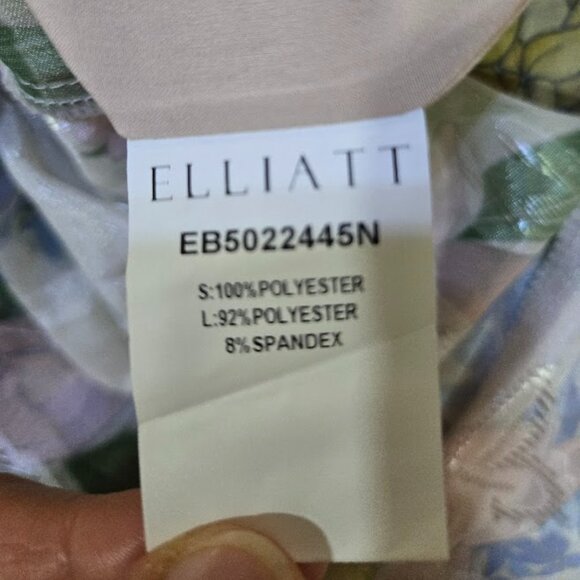 ELLIATT
EB5022445N
S:100%POLYESTER
L:92%POLYESTER
8%SPANDEX